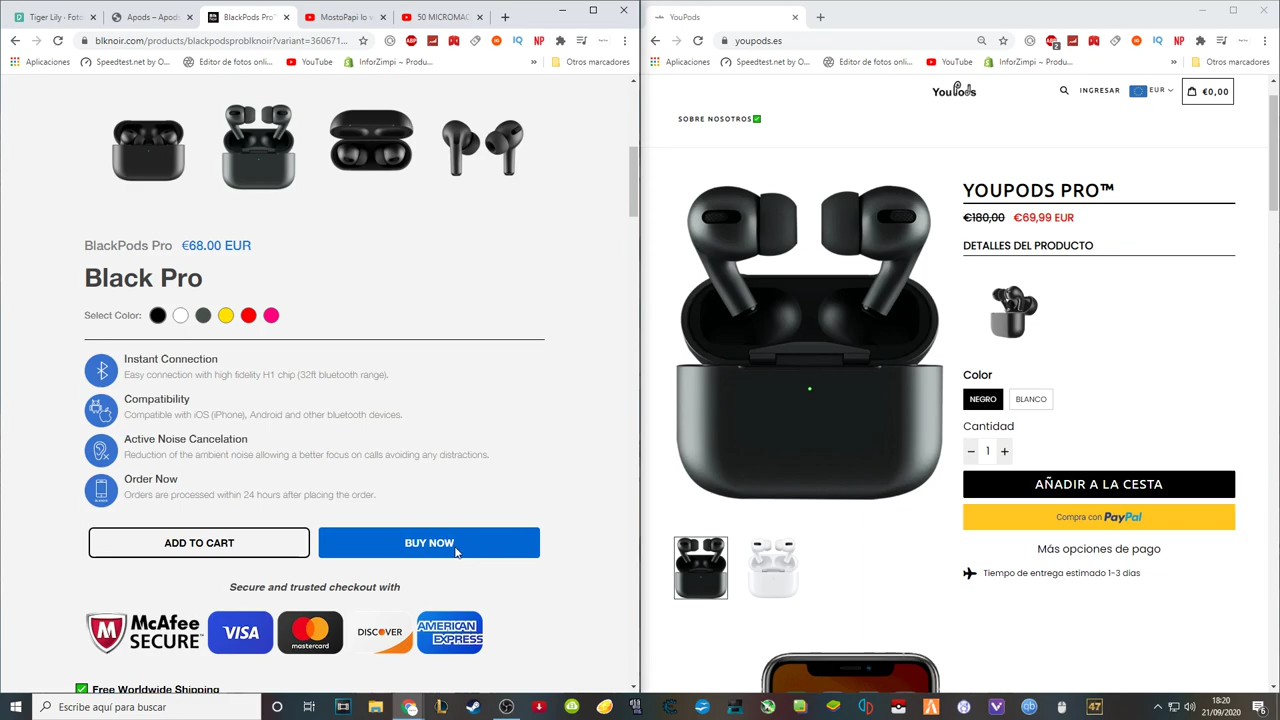 Tiger Lily - Fo
Apods – Apods
BlackPods Pro™
MostoPapi lo v
50 MICROMAC
YouPods
blknoir.com/products/blackpodsproblknoir?variant=360671...
youpods.es
Aplicaciones
Speedtest.net by O...
Editor de fotos onli...
YouTube
InforZimpi ~ Produ...
»
Otros marcadores
Aplicaciones
Speedtest.net by O...
Editor de fotos onli...
YouTube
InforZimpi ~ Produ...
»
Otros marcadores
YouPods
INGRESAR
EUR
€0,00
SOBRE NOSOTROS✅
BlackPods Pro €68.00 EUR
Black Pro
Select Color:
Instant Connection
Easy connection with high fidelity H1 chip (32ft bluetooth range).
Compatibility
Compatible with iOS (iPhone), Android and other bluetooth devices.
Active Noise Cancelation
Reduction of the ambient noise allowing a better focus on calls avoiding any distractions.
Order Now
Orders are processed within 24 hours after placing the order.
ADD TO CART
BUY NOW
Secure and trusted checkout with
McAfee
SECURE
VISA
mastercard
DISCOVER
AMERICAN
EXPRESS
✅ Free Worldwide Shipping
YOUPODS PRO™
€180,00 €69,99 EUR
DETALLES DEL PRODUCTO
Color
NEGRO
BLANCO
Cantidad
− 1 +
AÑADIR A LA CESTA
Compra con PayPal
Más opciones de pago
Tiempo de entrega estimado 1-3 dias
Escribe aquí para buscar
47
18:20
21/09/2020